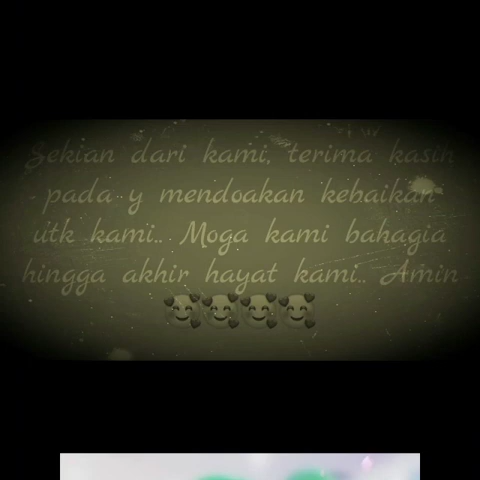 Sekian dari kami, terima kasih
pada y mendoakan kebaikan
utk kami.. Moga kami bahagia
hingga akhir hayat kami.. Amin
🥰🥰🥰🥰